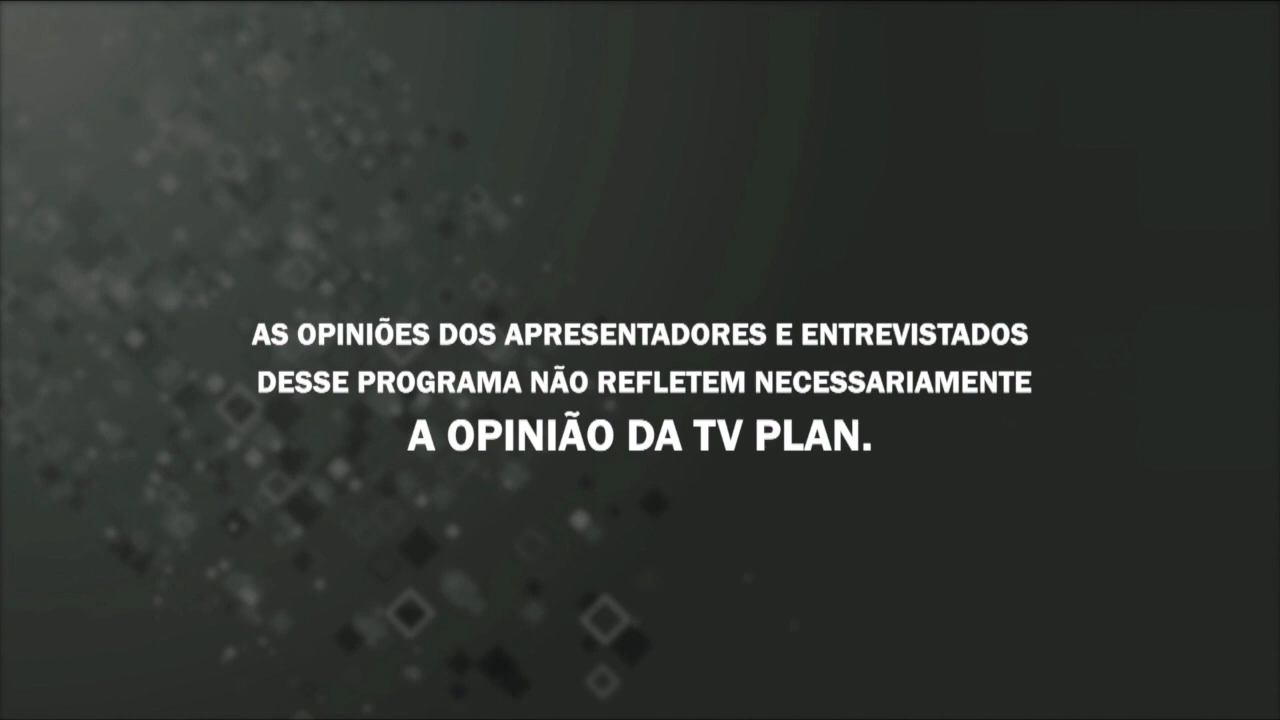 AS OPINIÕES DOS APRESENTADORES E ENTREVISTADOS
DESSE PROGRAMA NÃO REFLETEM NECESSARIAMENTE
A OPINIÃO DA TV PLAN.